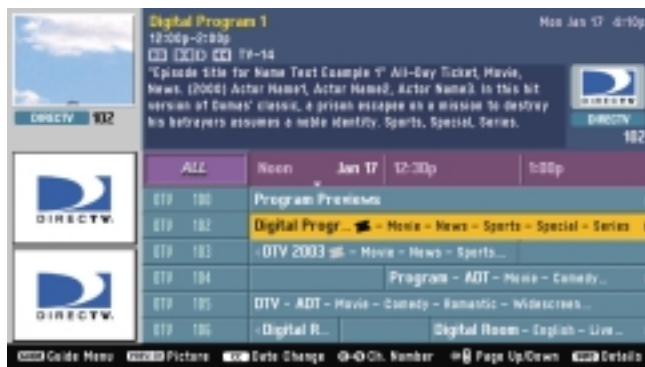 Digital Program 1
Mon Jan 17 4:10p
12:00p-2:00p
TV-14
"Episode title for Name Text Example 1" All-Day Ticket, Movie,
News. (2000) Actor Name1, Actor Name2, Actor Name3. In this hit
version of Dumas' classic, a prison escapee on a mission to destroy
his betrayers assumes a noble identity. Sports, Special, Series.
DIRECTV 102
DIRECTV
DIRECTV
102
ALL Noon Jan 17 12:30p 1:00p
DTV 100 Program Previews
DTV 102 Digital Progr... - Movie - News - Sports - Special - Series
DTV 103 DTV 2003 - Movie - News - Sports...
DTV 104 Program - ADT - Movie - Comedy...
DTV 105 DTV - ADT - Movie - Comedy - Romantic - Widescreen...
DTV 106 Digital R... Digital Room - English - Live...
DIRECTV
DIRECTV
Guide Menu Picture Date Change 0-9 Ch. Number Page Up/Down Details